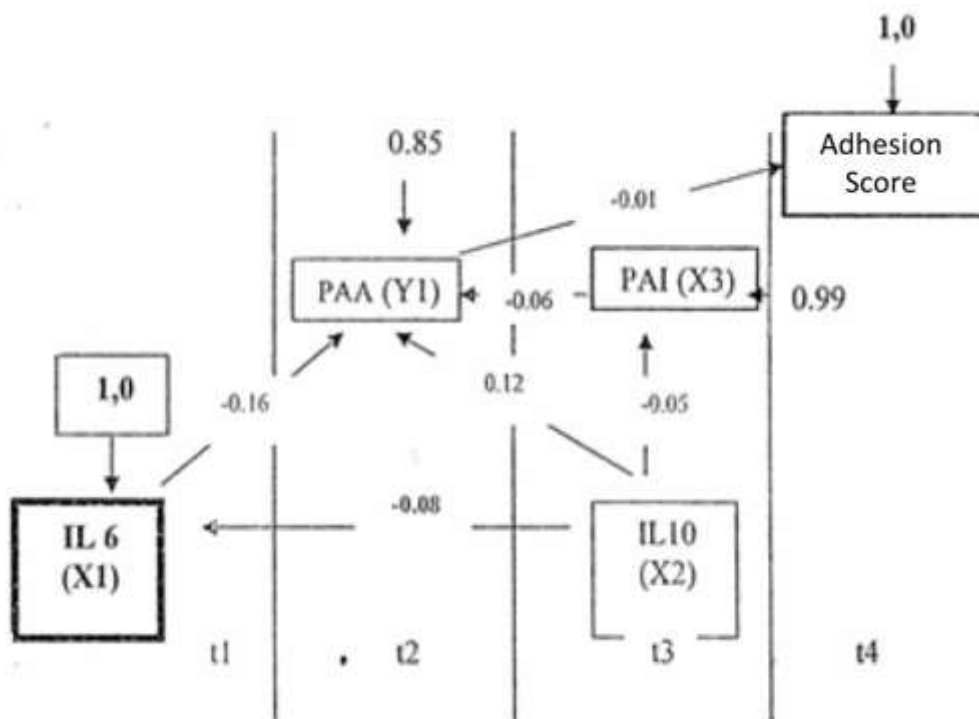 1,0
Adhesion
Score
0.85
-0.01
PAA (Y1)
-0.06
PAI (X3)
0.99
1,0
-0.16
0.12
-0.05
-0.08
IL 6
(X1)
IL10
(X2)
t1
t2
t3
t4